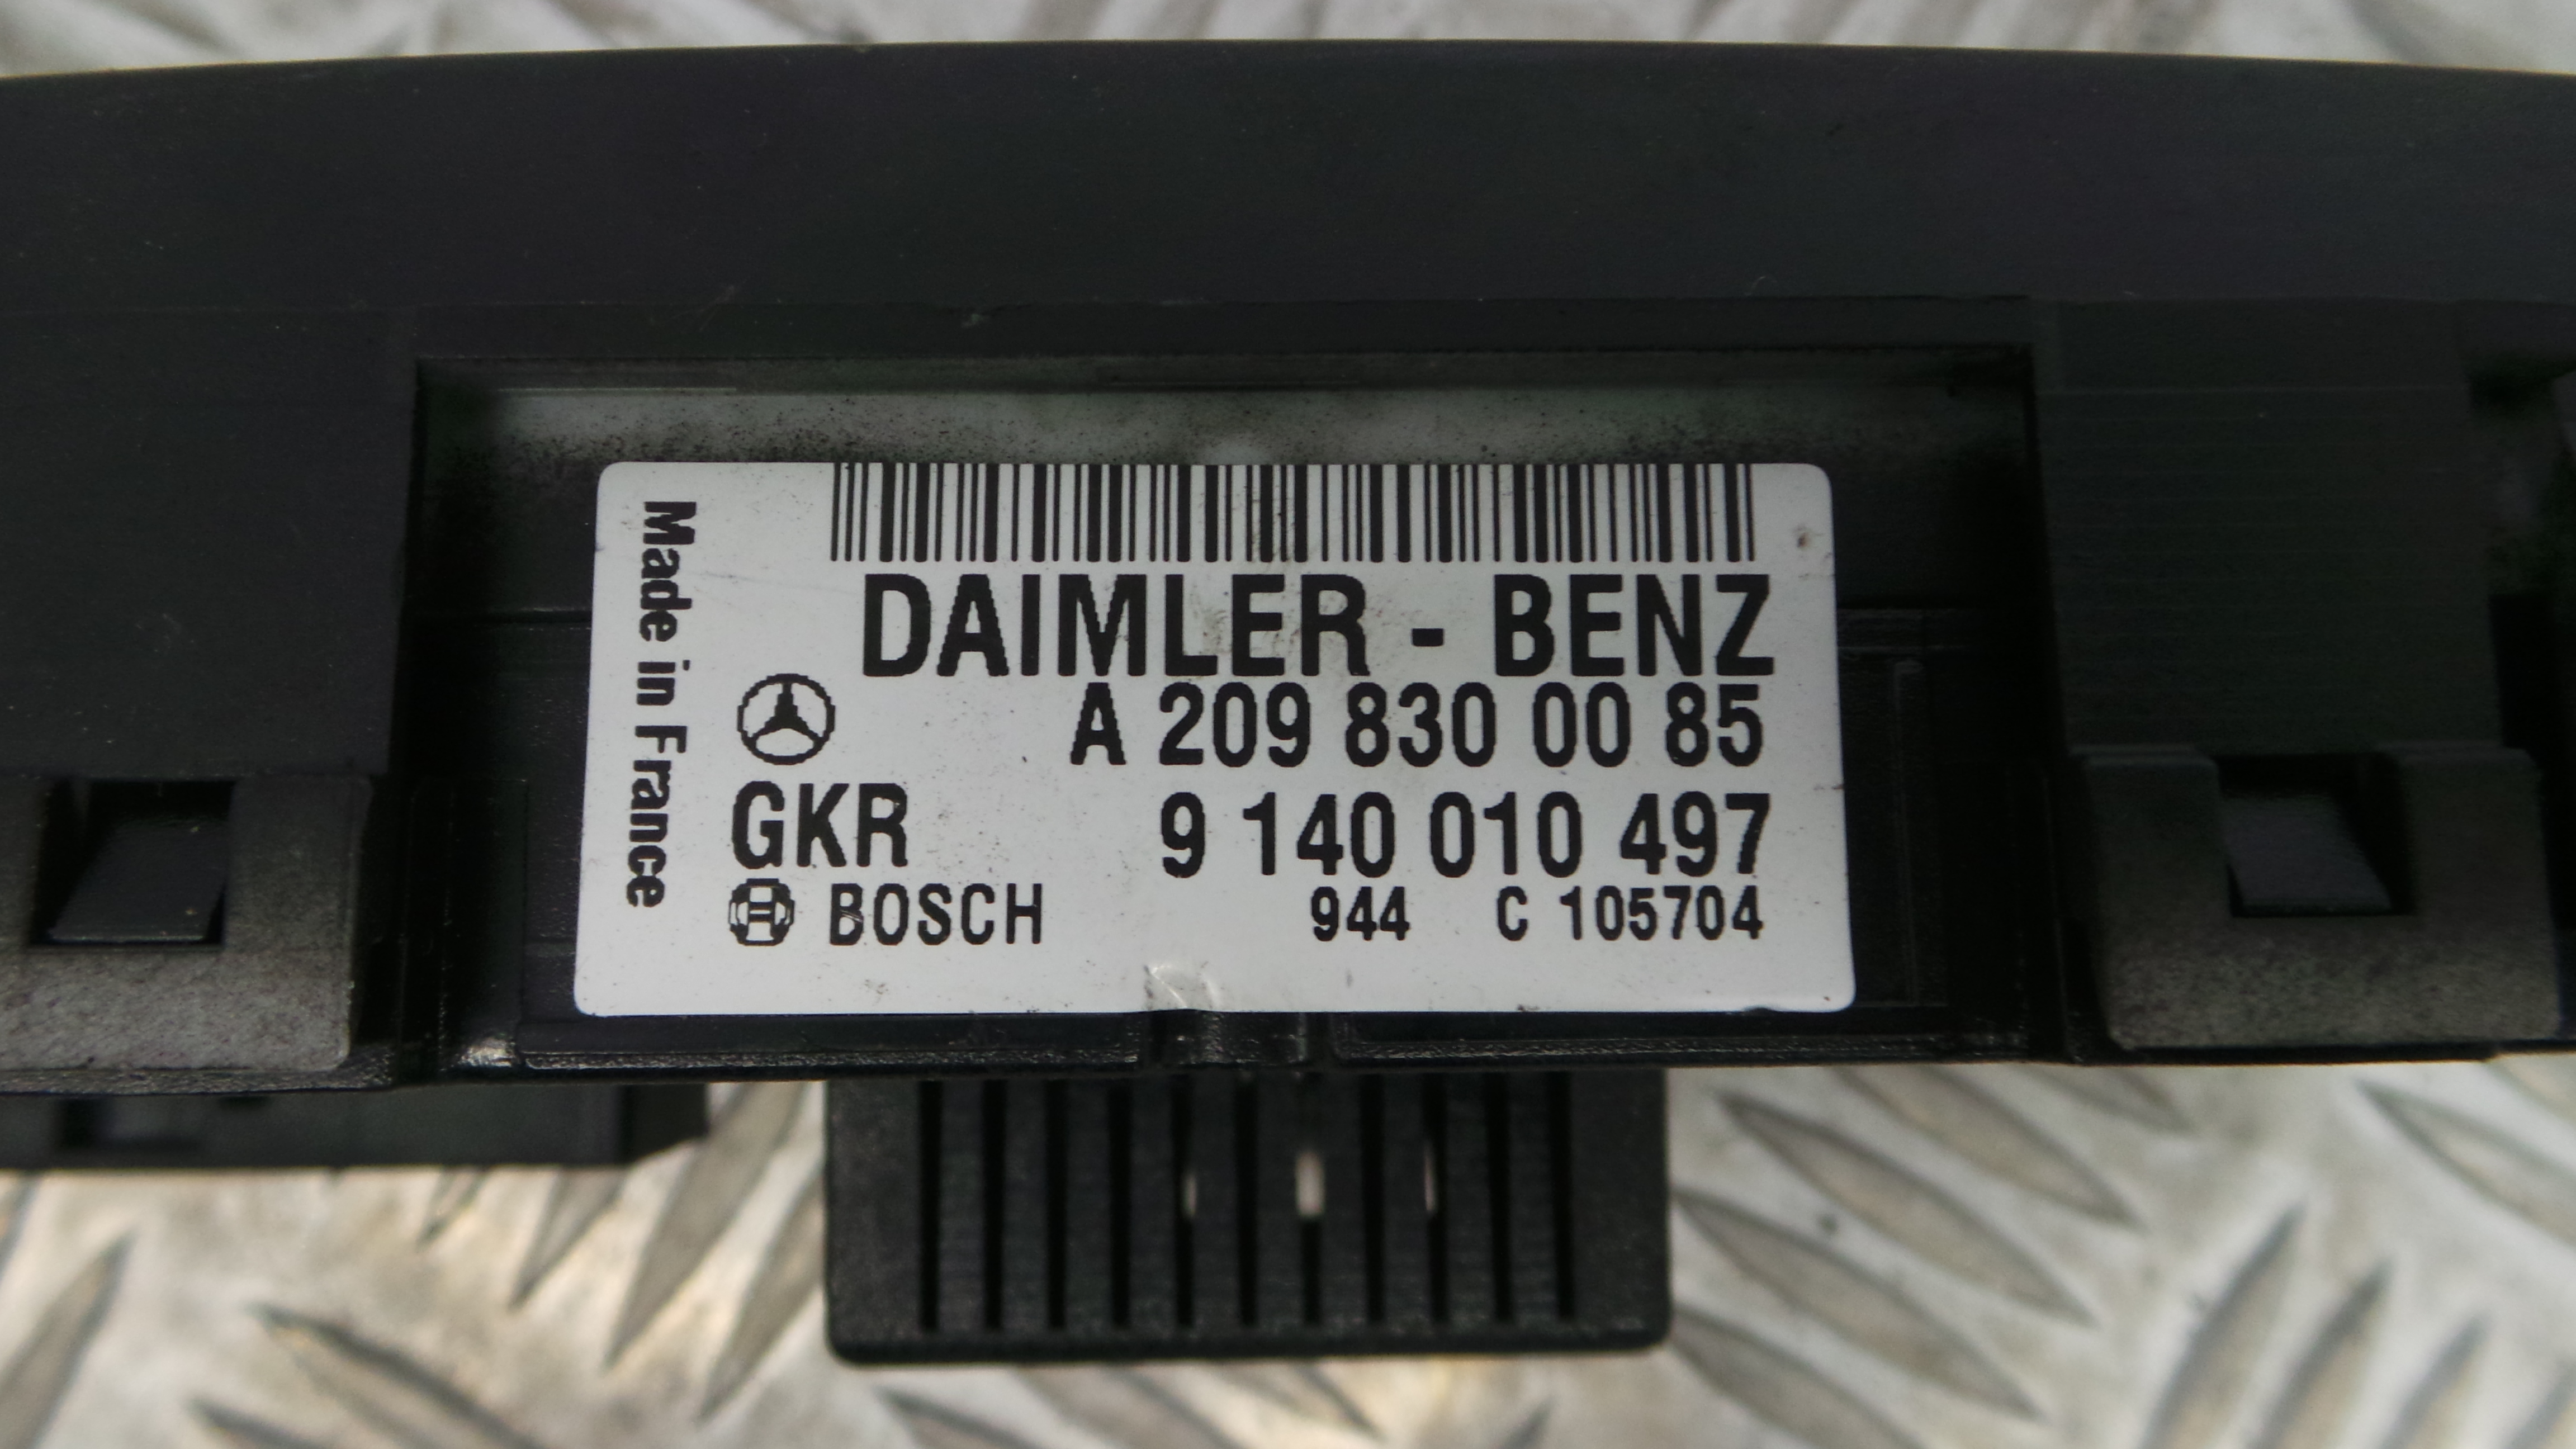 Made in France
DAIMLER - BENZ
A 209 830 00 85
GKR 9 140 010 497
BOSCH 944 C 105704